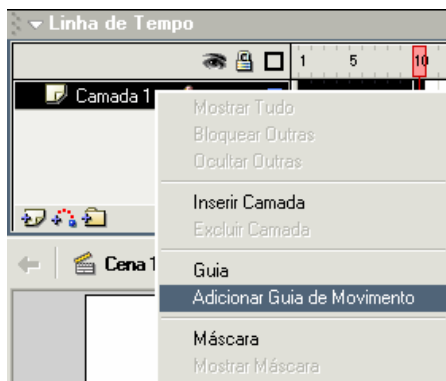 Linha de Tempo
1 5 10
Camada 1
Mostrar Tudo
Bloquear Outras
Ocultar Outras
Inserir Camada
Excluir Camada
Cena 1
Guia
Adicionar Guia de Movimento
Máscara
Mostrar Máscara